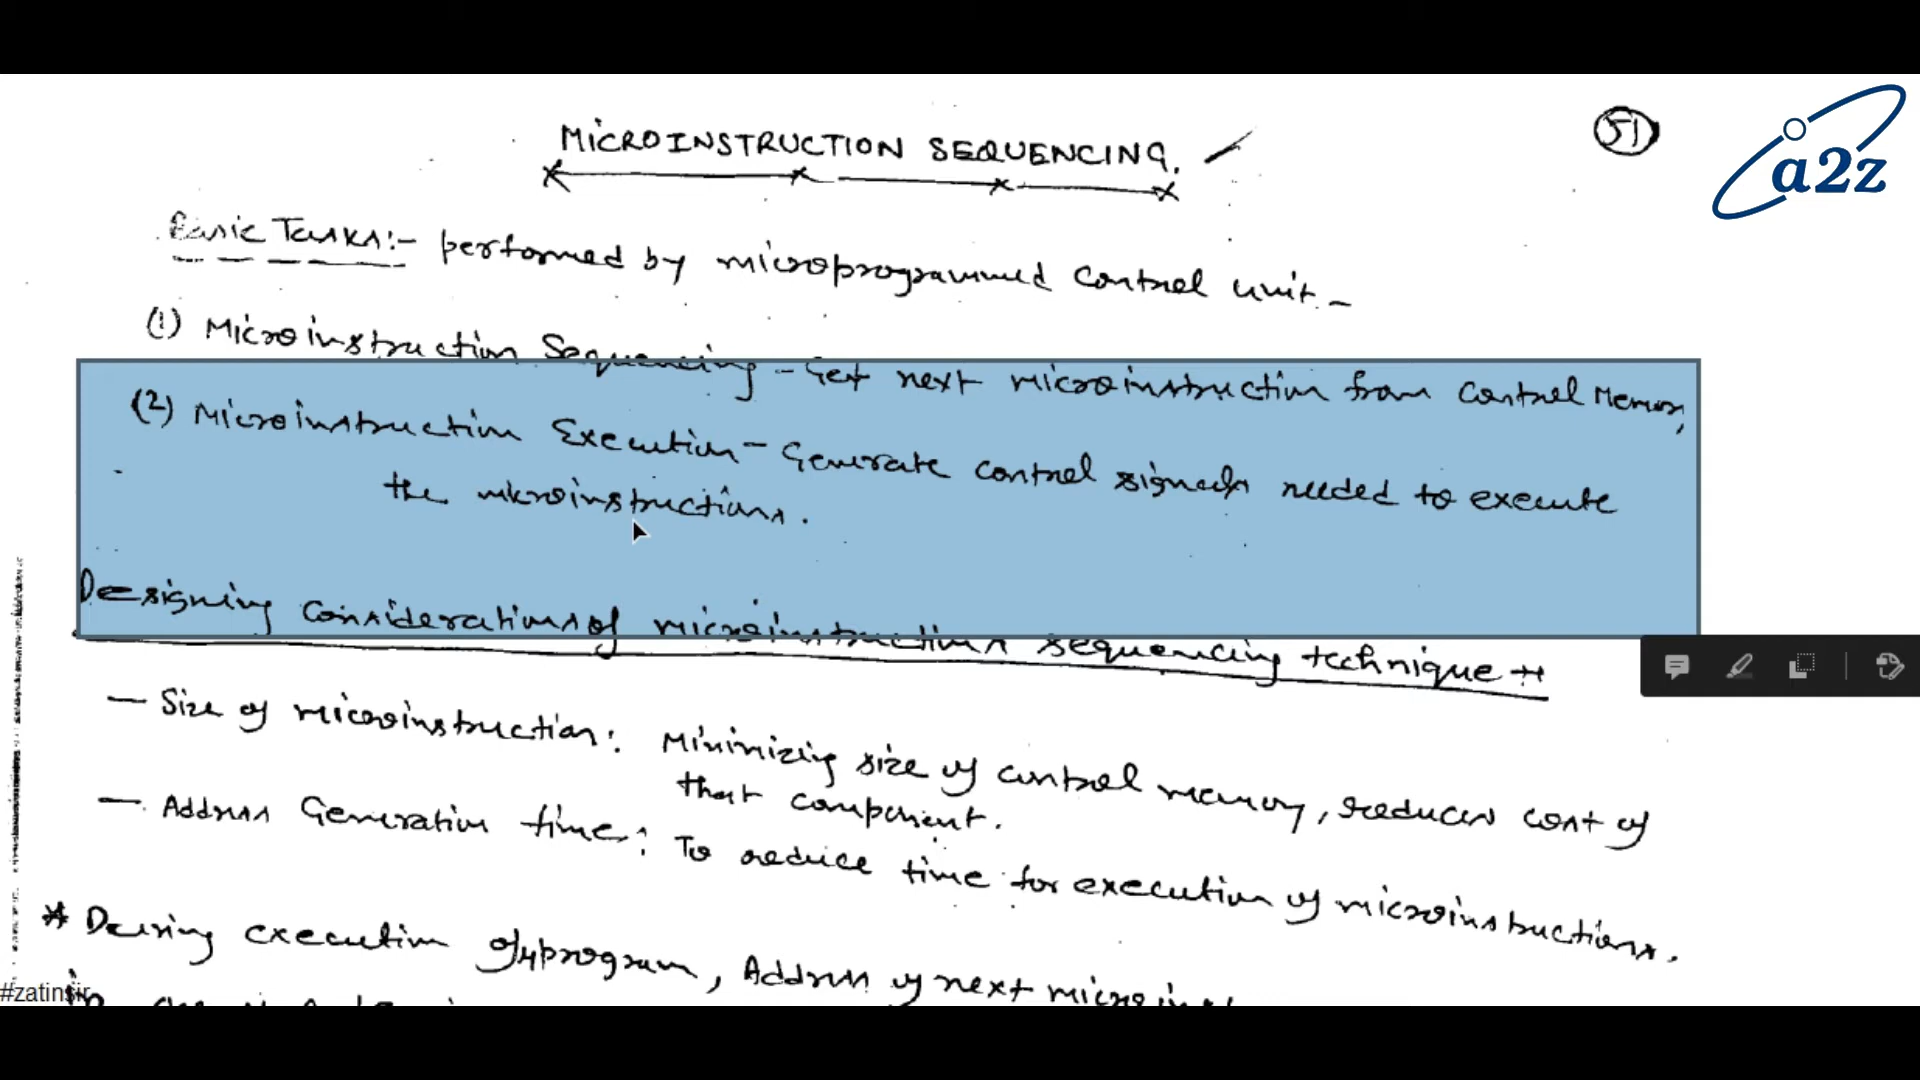 MICROINSTRUCTION SEQUENCING.
51
a2z
Basic Tasks:- performed by microprogrammed control unit -
(1) Microinstruction Sequencing - Get next microinstruction from control Memory,
(2) Microinstruction Execution - Generate control signals needed to execute
the microinstructions.
Designing considerations of microinstructions sequencing technique :-
- Size of microinstruction: Minimizing size of control memory, reduces cost of
that component.
- Address Generation time: To reduce time for execution of microinstructions.
* During execution of μprogram, Address of next
#zatinsir